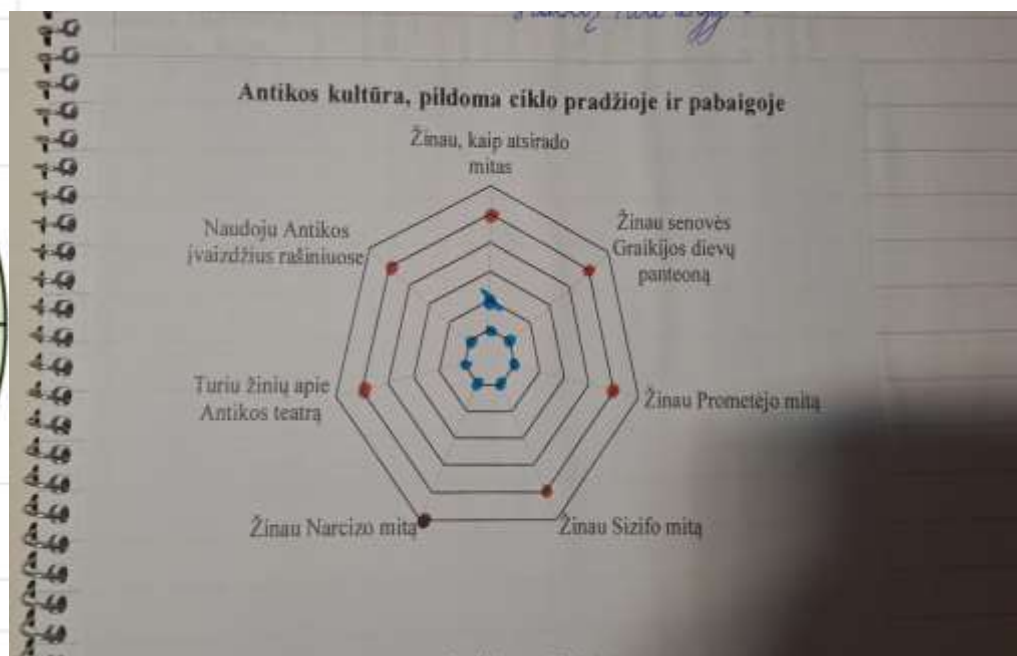 Antikos kultūra, pildoma ciklo pradžioje ir pabaigoje
Žinau, kaip atsirado
mitas
Žinau senovės
Graikijos dievų
panteoną
Žinau Prometėjo mitą
Žinau Sizifo mitą
Žinau Narcizo mitą
Turiu žinių apie
Antikos teatrą
Naudoju Antikos
įvaizdžius rašiniuose